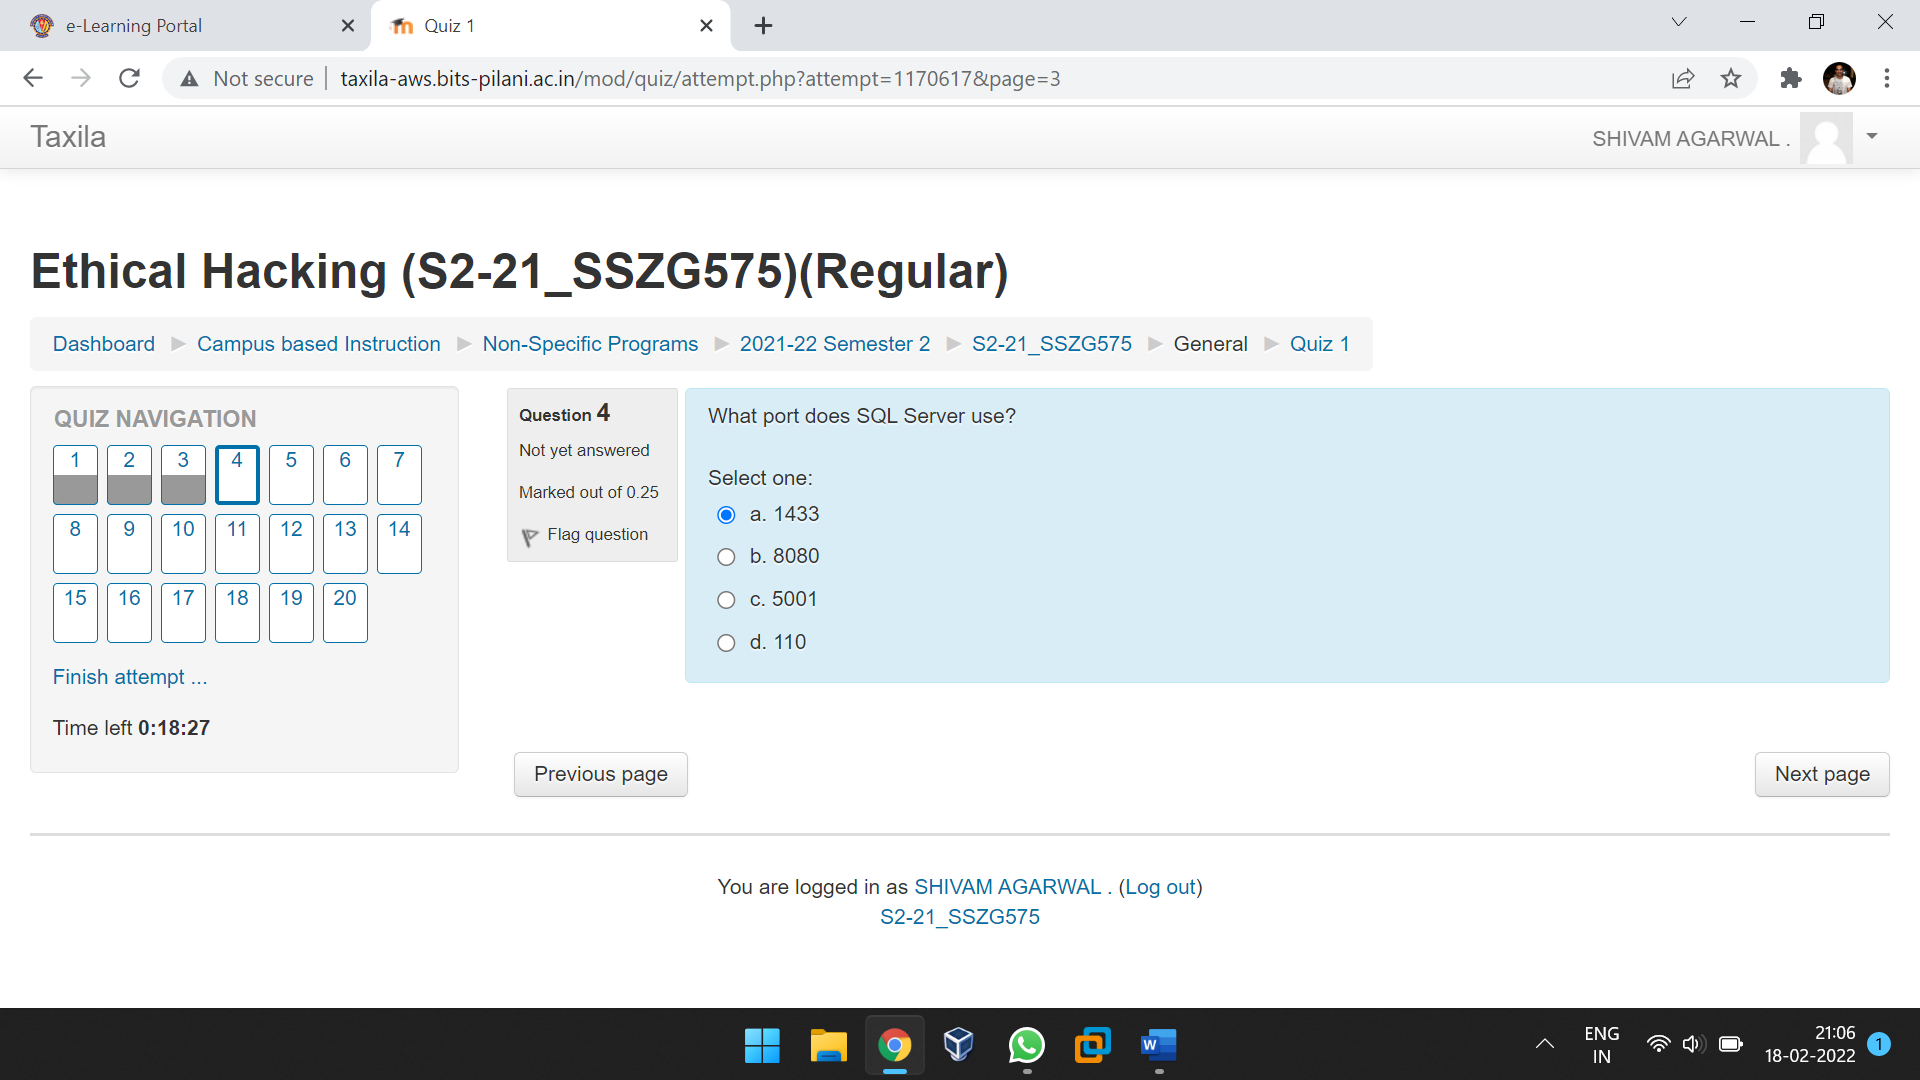 e-Learning Portal
Quiz 1
Not secure
taxila-aws.bits-pilani.ac.in/mod/quiz/attempt.php?attempt=1170617&page=3
Taxila
SHIVAM AGARWAL .
Ethical Hacking (S2-21_SSZG575)(Regular)
Dashboard
Campus based Instruction
Non-Specific Programs
2021-22 Semester 2
S2-21_SSZG575
General
Quiz 1
QUIZ NAVIGATION
1 2 3 4 5 6 7
8 9 10 11 12 13 14
15 16 17 18 19 20
Finish attempt ...
Time left 0:18:27
Question 4
Not yet answered
Marked out of 0.25
Flag question
What port does SQL Server use?
Select one:
a. 1433
b. 8080
c. 5001
d. 110
Previous page
Next page
You are logged in as SHIVAM AGARWAL . (Log out)
S2-21_SSZG575
W
ENG
IN
21:06
18-02-2022
1